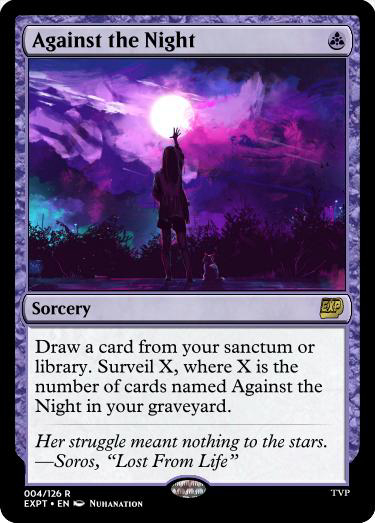 Against the Night
Sorcery
EXP
Draw a card from your sanctum or
library. Surveil X, where X is the
number of cards named Against the
Night in your graveyard.
Her struggle meant nothing to the stars.
—Soros, “Lost From Life”
004/126 R
TVP
EXPT • EN Nuhanation